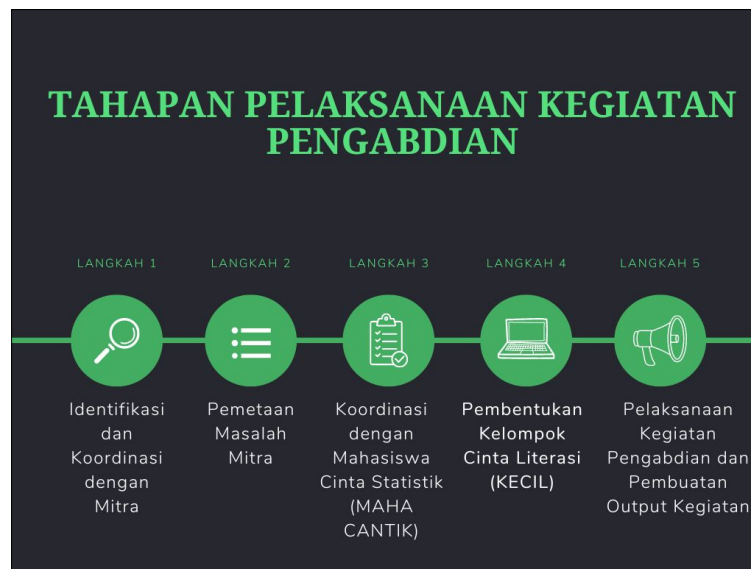 TAHAPAN PELAKSANAAN KEGIATAN
PENGABDIAN
LANGKAH 1
Identifikasi
dan
Koordinasi
dengan
Mitra
LANGKAH 2
Pemetaan
Masalah
Mitra
LANGKAH 3
Koordinasi
dengan
Mahasiswa
Cinta Statistik
(MAHA
CANTIK)
LANGKAH 4
Pembentukan
Kelompok
Cinta Literasi
(KECIL)
LANGKAH 5
Pelaksanaan
Kegiatan
Pengabdian dan
Pembuatan
Output Kegiatan